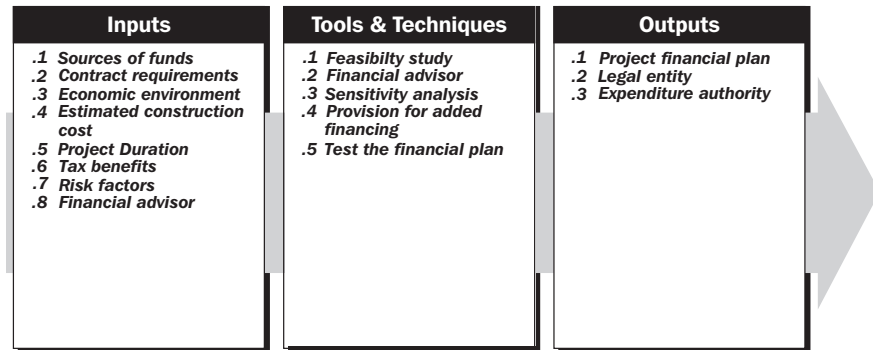 Inputs
.1 Sources of funds
.2 Contract requirements
.3 Economic environment
.4 Estimated construction
cost
.5 Project Duration
.6 Tax benefits
.7 Risk factors
.8 Financial advisor
Tools & Techniques
.1 Feasibilty study
.2 Financial advisor
.3 Sensitivity analysis
.4 Provision for added
financing
.5 Test the financial plan
Outputs
.1 Project financial plan
.2 Legal entity
.3 Expenditure authority